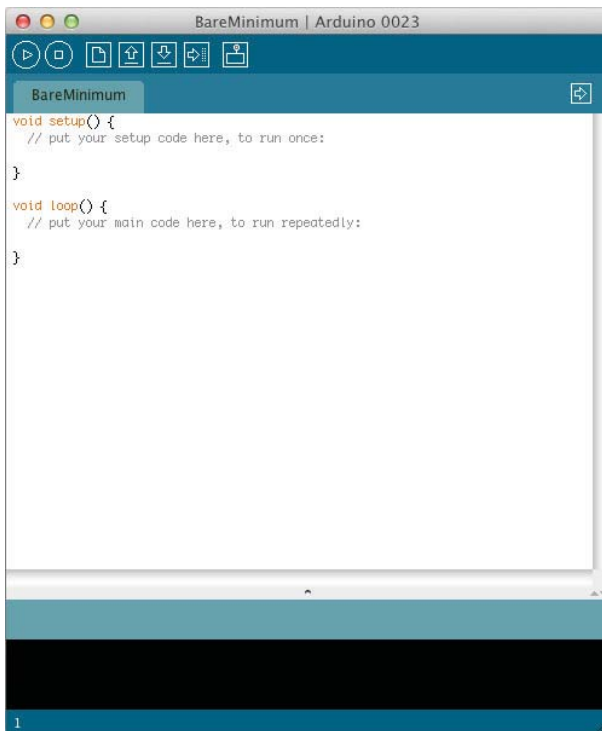 BareMinimum | Arduino 0023
BareMinimum
void setup() {
// put your setup code here, to run once:
}
void loop() {
// put your main code here, to run repeatedly:
}
1